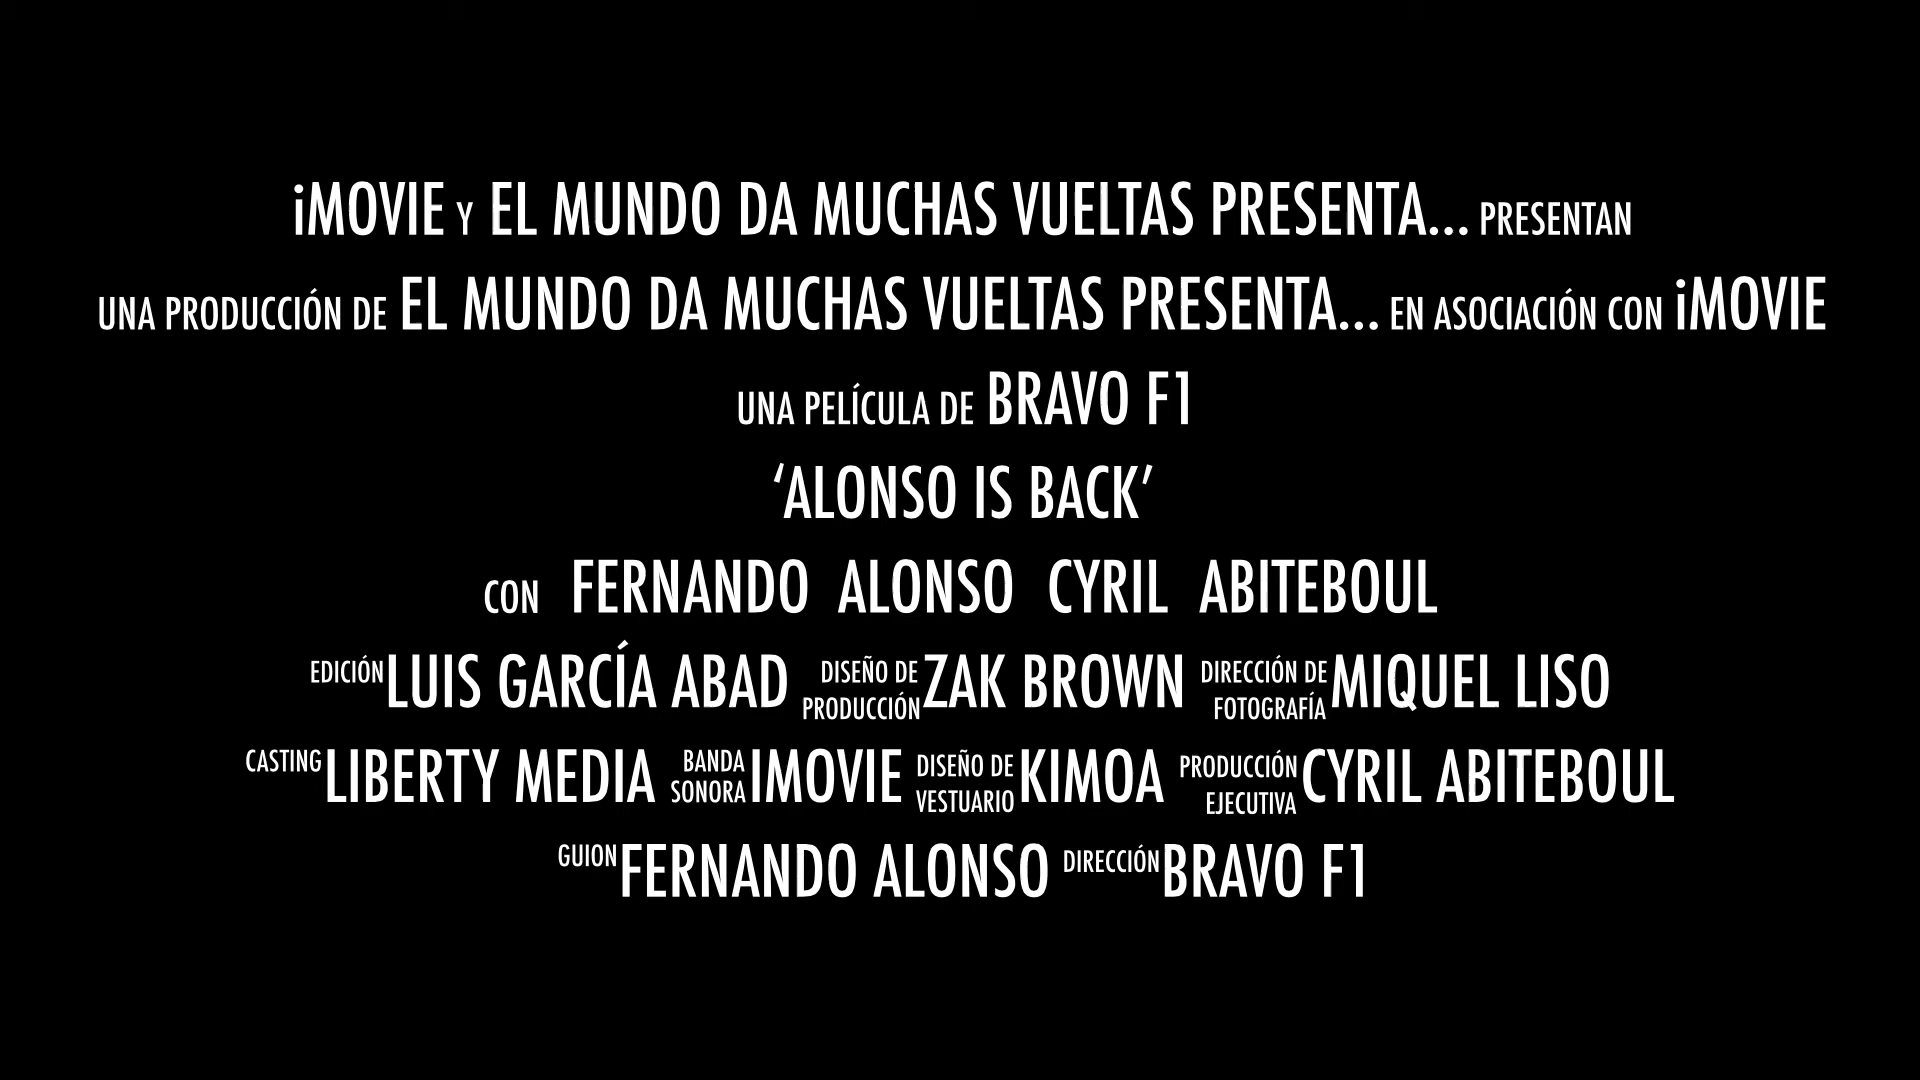 iMOVIE Y EL MUNDO DA MUCHAS VUELTAS PRESENTA... PRESENTAN
UNA PRODUCCIÓN DE EL MUNDO DA MUCHAS VUELTAS PRESENTA... EN ASOCIACIÓN CON iMOVIE
UNA PELÍCULA DE BRAVO F1
‘ALONSO IS BACK’
CON FERNANDO ALONSO CYRIL ABITEBOUL
EDICIÓN LUIS GARCÍA ABAD DISEÑO DE PRODUCCIÓN ZAK BROWN DIRECCIÓN DE FOTOGRAFÍA MIQUEL LISO
CASTING LIBERTY MEDIA BANDA SONORA IMOVIE DISEÑO DE VESTUARIO KIMOA PRODUCCIÓN EJECUTIVA CYRIL ABITEBOUL
GUION FERNANDO ALONSO DIRECCIÓN BRAVO F1